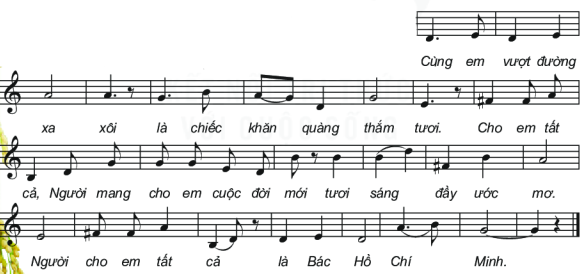 Cùng em vượt đường
xa xôi là chiếc khăn quàng thắm tươi. Cho em tất
cả, Người mang cho em cuộc đời mới tươi sáng đầy ước mơ.
Người cho em tất cả là Bác Hồ Chí Minh.